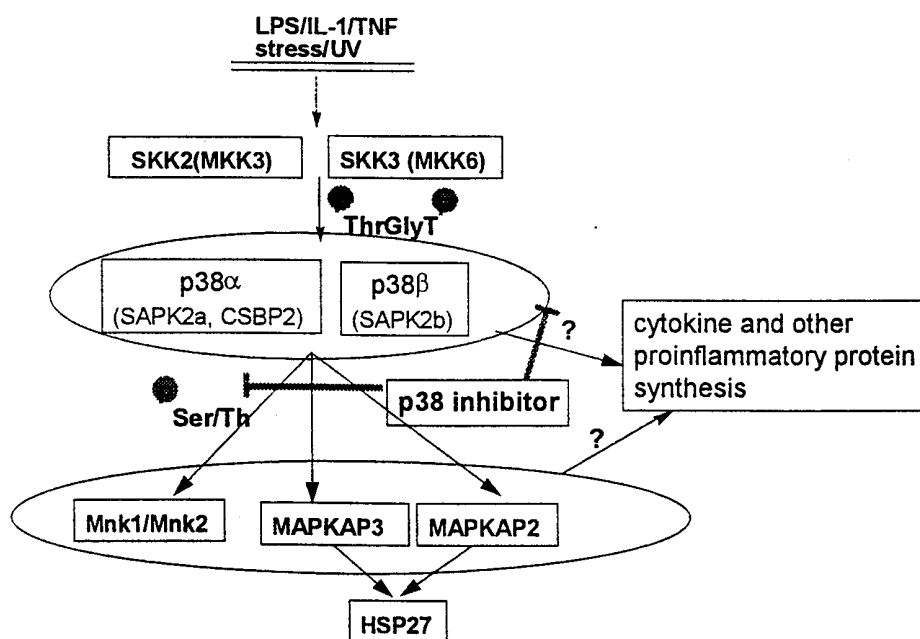 LPS/IL-1/TNF
stress/UV
SKK2(MKK3)
SKK3 (MKK6)
ThrGlyT
p38α
(SAPK2a, CSBP2)
p38β
(SAPK2b)
?
cytokine and other
proinflammatory protein
synthesis
p38 inhibitor
Ser/Th
?
Mnk1/Mnk2
MAPKAP3
MAPKAP2
HSP27